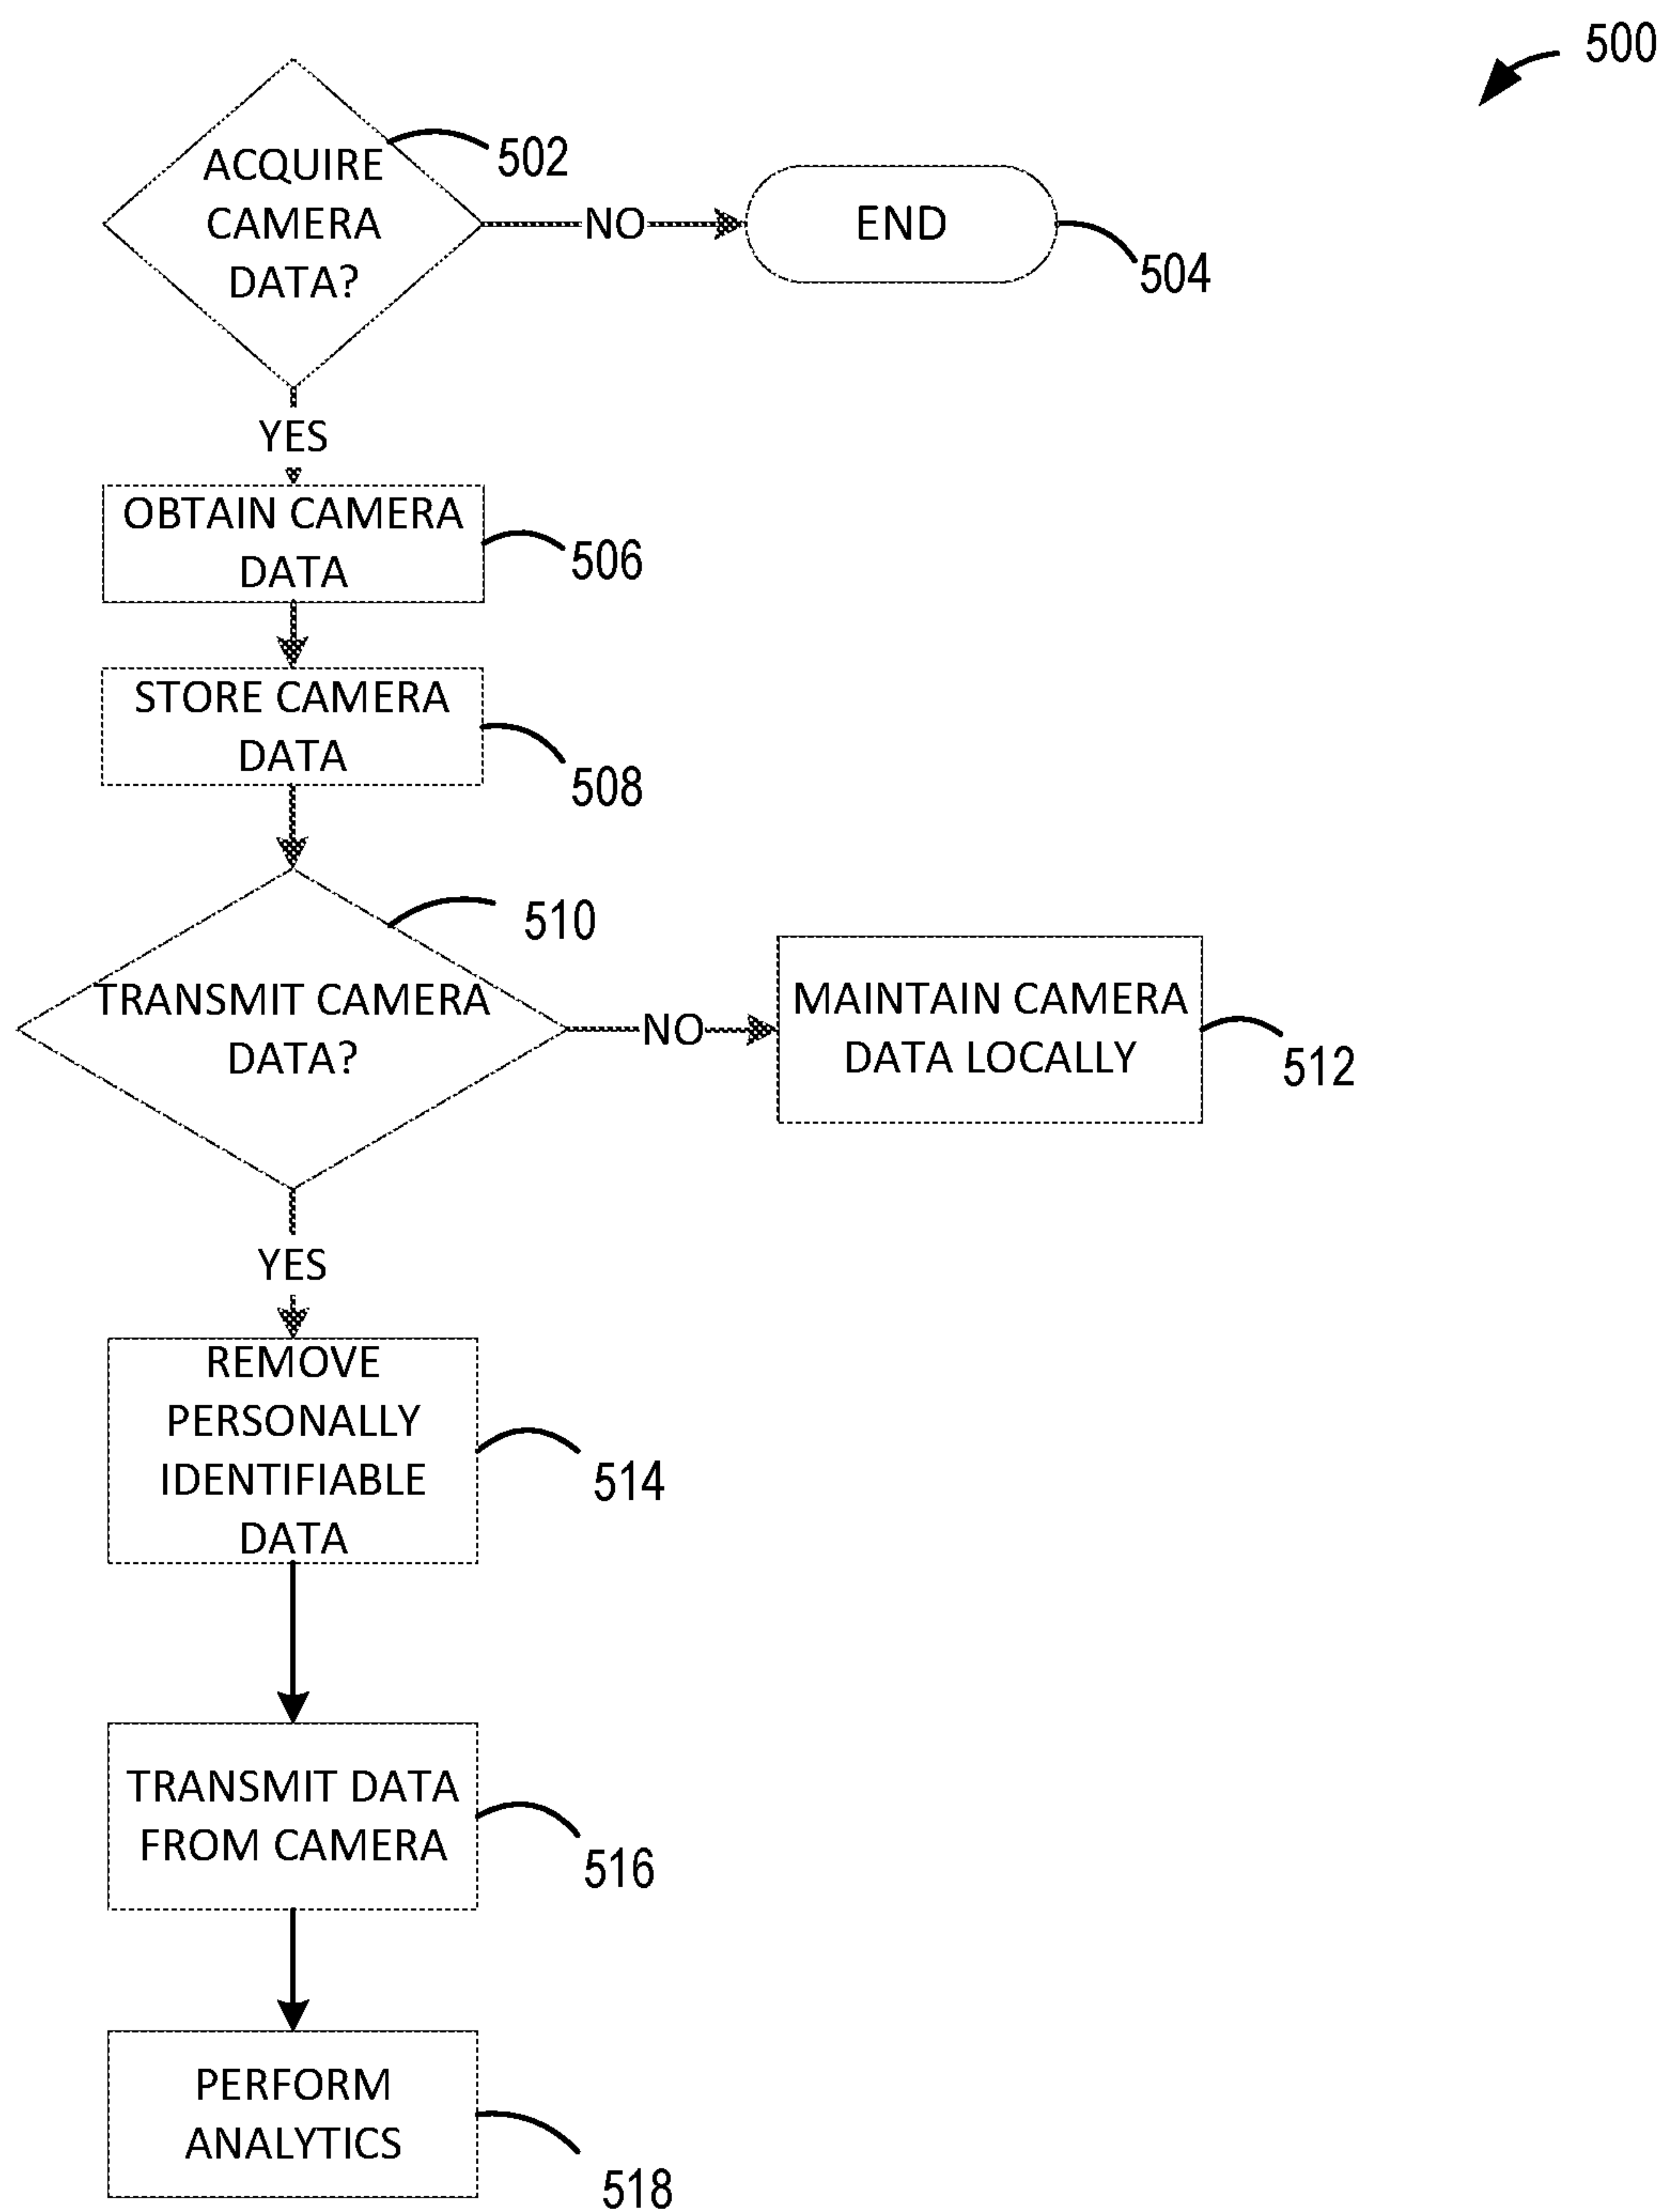 500
ACQUIRE
CAMERA
DATA?
502
NO
END
504
YES
OBTAIN CAMERA
DATA
506
STORE CAMERA
DATA
508
510
TRANSMIT CAMERA
DATA?
NO
MAINTAIN CAMERA
DATA LOCALLY
512
YES
REMOVE
PERSONALLY
IDENTIFIABLE
DATA
514
TRANSMIT DATA
FROM CAMERA
516
PERFORM
ANALYTICS
518